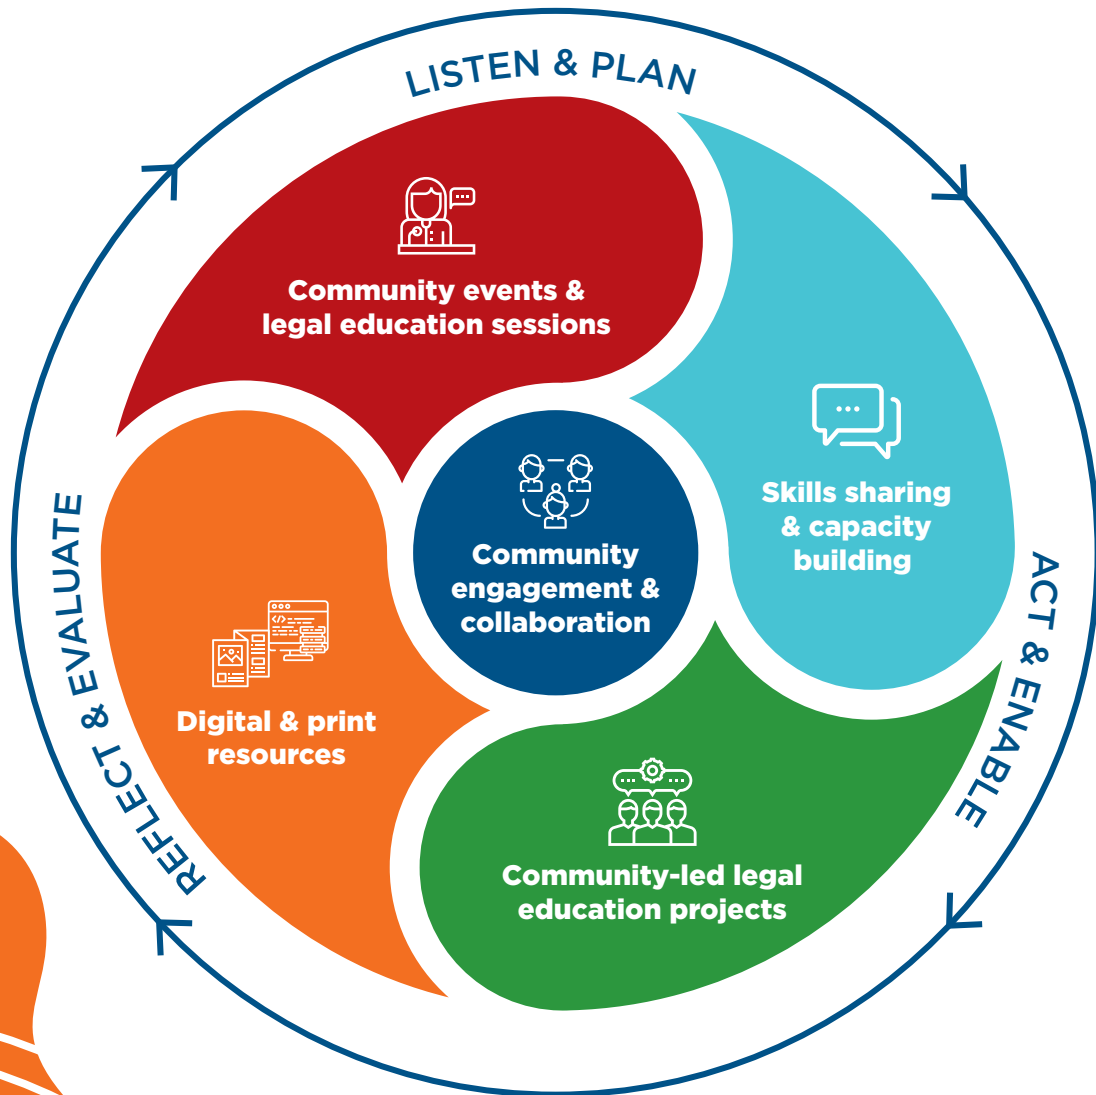 LISTEN & PLAN
Community events &
legal education sessions
Skills sharing
& capacity
building
Community
engagement &
collaboration
ACT & ENABLE
REFLECT & EVALUATE
Digital & print
resources
Community-led legal
education projects